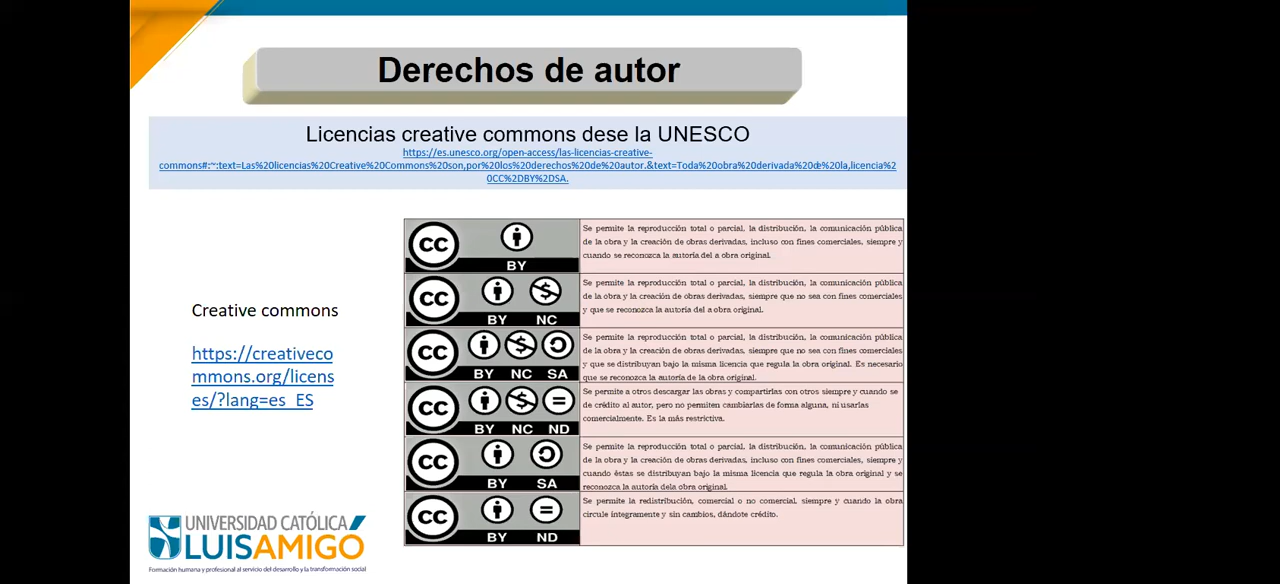 Derechos de autor
Licencias creative commons dese la UNESCO
https://es.unesco.org/open-access/las-licencias-creative-
commons#:~:text=Las%20licencias%20Creative%20Commons%20son,por%20los%20derechos%20de%20autor.&text=Toda%20obra%20derivada%20de%20la,licencia%2
0CC%2DBY%2DSA.
Creative commons
https://creativeco
mmons.org/licens
es/?lang=es_ES
CC
BY
Se permite la reproducción total o parcial, la distribución, la comunicación pública
de la obra y la creación de obras derivadas, incluso con fines comerciales, siempre y
cuando se reconozca la autoría del a obra original.
CC
BY NC
Se permite la reproducción total o parcial, la distribución, la comunicación pública
de la obra y la creación de obras derivadas, siempre que no sea con fines comerciales
y que se reconozca la autoría del a obra original.
CC
BY NC SA
Se permite la reproducción total o parcial, la distribución, la comunicación pública
de la obra y la creación de obras derivadas, siempre que no sea con fines comerciales
y que se distribuyan bajo la misma licencia que regula la obra original. Es necesario
que se reconozca la autoría de la obra original.
CC
BY NC ND
Se permite a otros descargar las obras y compartirlas con otros siempre y cuando se
de crédito al autor, pero no permiten cambiarlas de forma alguna, ni usarlas
comercialmente. Es la más restrictiva.
CC
BY SA
Se permite la reproducción total o parcial, la distribución, la comunicación pública
de la obra y la creación de obras derivadas, incluso con fines comerciales, siempre y
cuando éstas se distribuyan bajo la misma licencia que regula la obra original y se
reconozca la autoría dela obra original.
CC
BY ND
Se permite la redistribución, comercial o no comercial, siempre y cuando la obra
circule íntegramente y sin cambios, dándote crédito.
UNIVERSIDAD CATÓLICA
LUIS AMIGÓ
Formación humana y profesional al servicio del desarrollo y la transformación social